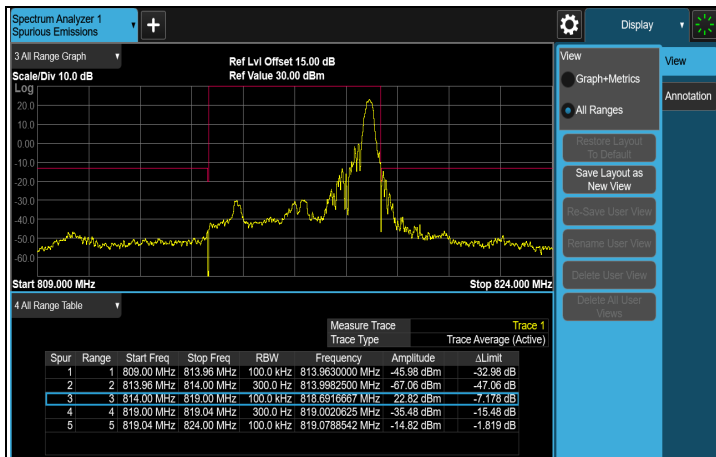 Spectrum Analyzer 1
Spurious Emissions
Display
3 All Range Graph
Ref Lvl Offset 15.00 dB
Scale/Div 10.0 dB
Ref Value 30.00 dBm
Log
20.0
10.0
0.00
-10.0
-20.0
-30.0
-40.0
-50.0
-60.0
Start 809.000 MHz
Stop 824.000 MHz
View
Graph+Metrics
All Ranges
Restore Layout
To Default
Save Layout as
New View
Re-Save User View
Rename User View
Delete User View
Delete All User
Views
View
Annotation
4 All Range Table
Measure Trace Trace 1
Trace Type Trace Average (Active)
Spur Range Start Freq Stop Freq RBW Frequency Amplitude ΔLimit
1 1 809.00 MHz 813.96 MHz 100.0 kHz 813.9630000 MHz -45.98 dBm -32.98 dB
2 2 813.96 MHz 814.00 MHz 300.0 Hz 813.9982500 MHz -67.06 dBm -47.06 dB
3 3 814.00 MHz 819.00 MHz 100.0 kHz 818.6916667 MHz 22.82 dBm -7.178 dB
4 4 819.00 MHz 819.04 MHz 300.0 Hz 819.0020625 MHz -35.48 dBm -15.48 dB
5 5 819.04 MHz 824.00 MHz 100.0 kHz 819.0788542 MHz -14.82 dBm -1.819 dB